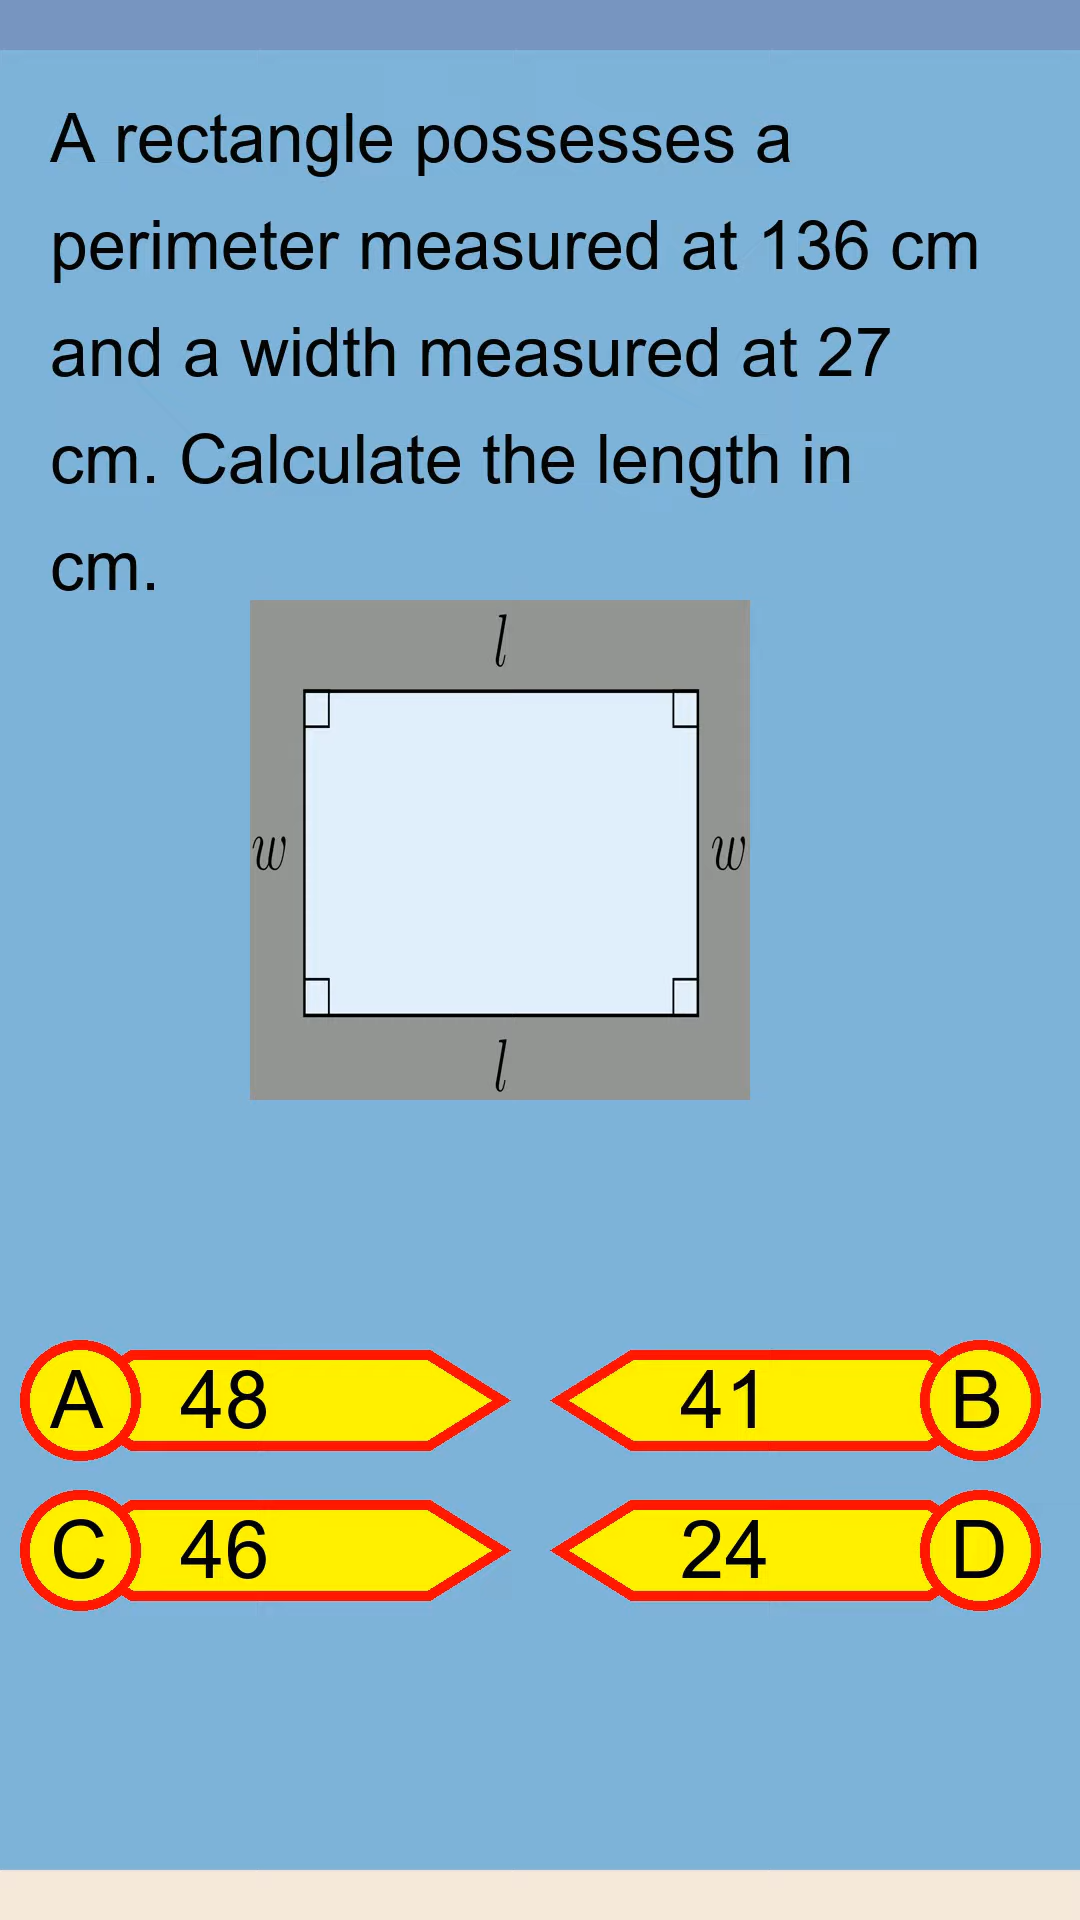 A rectangle possesses a
perimeter measured at 136 cm
and a width measured at 27
cm. Calculate the length in
cm.
l
w w
l
A 48 41 B
C 46 24 D